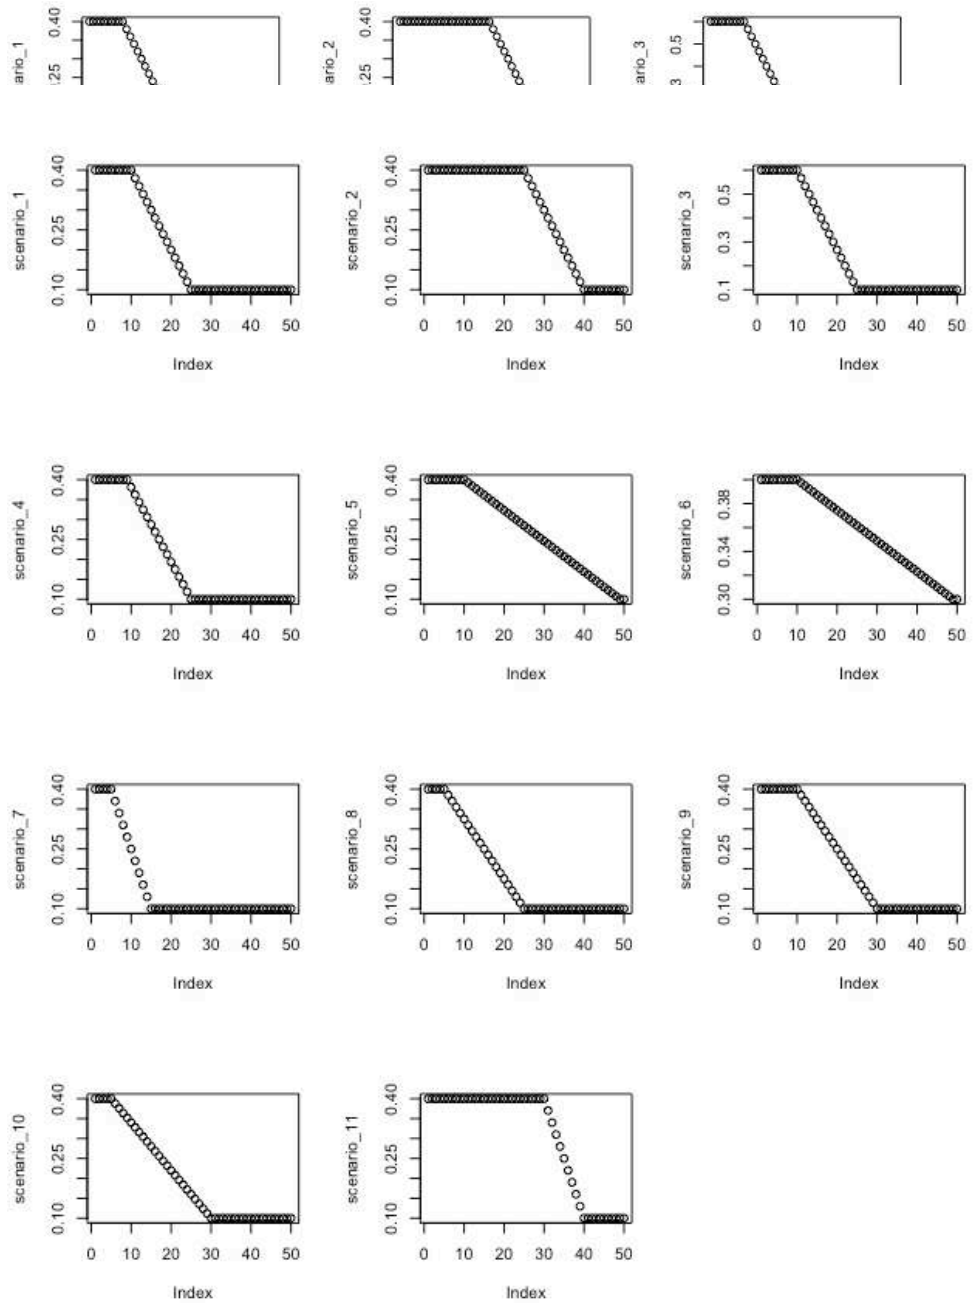 0.40 0.40 0.5
ario_1 ario_2 ario_3
.25 0.25 3
scenario_1 0.10 0.25 0.40
scenario_2 0.10 0.25 0.40
scenario_3 0.1 0.3 0.5
0 10 20 30 40 50 0 10 20 30 40 50 0 10 20 30 40 50
Index Index Index
scenario_4 0.10 0.25 0.40
scenario_5 0.10 0.25 0.40
scenario_6 0.30 0.34 0.38
0 10 20 30 40 50 0 10 20 30 40 50 0 10 20 30 40 50
Index Index Index
scenario_7 0.10 0.25 0.40
scenario_8 0.10 0.25 0.40
scenario_9 0.10 0.25 0.40
0 10 20 30 40 50 0 10 20 30 40 50 0 10 20 30 40 50
Index Index Index
scenario_10 0.10 0.25 0.40
scenario_11 0.10 0.25 0.40
0 10 20 30 40 50 0 10 20 30 40 50
Index Index